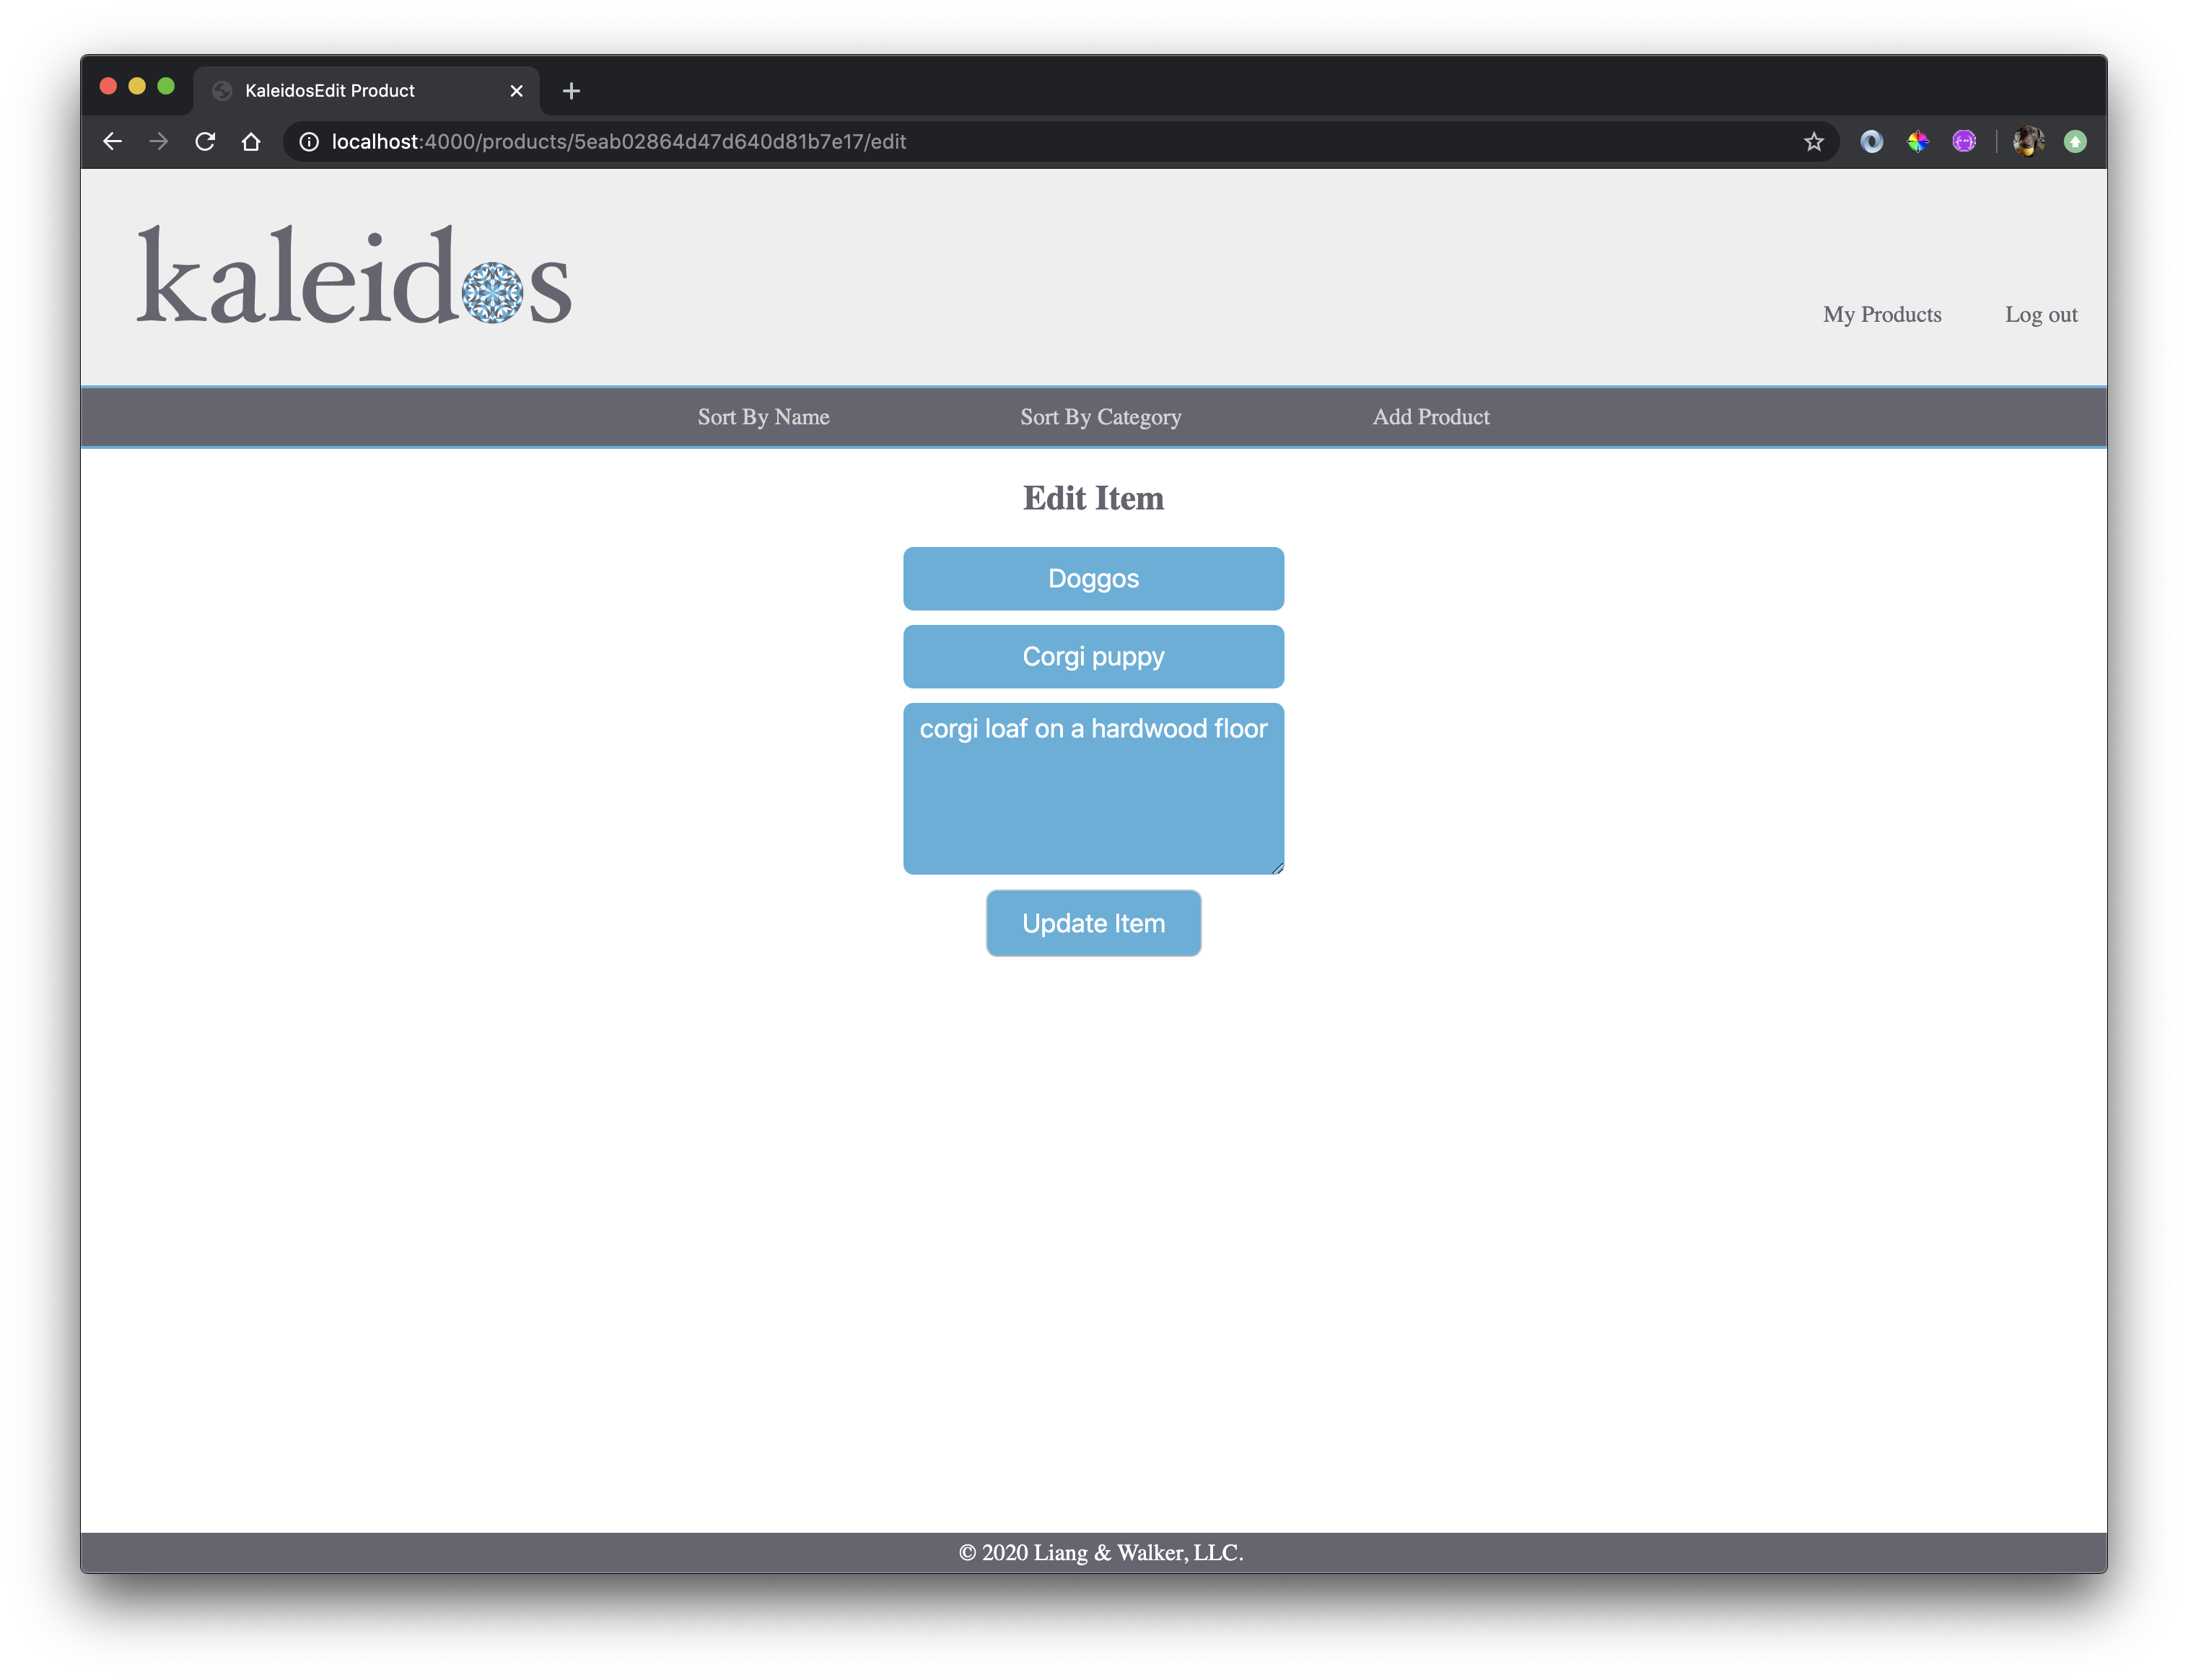 KaleidosEdit Product
localhost:4000/products/5eab02864d47d640d81b7e17/edit
kaleidos
My Products Log out
Sort By Name Sort By Category Add Product
Edit Item
Doggos
Corgi puppy
corgi loaf on a hardwood floor
Update Item
© 2020 Liang & Walker, LLC.